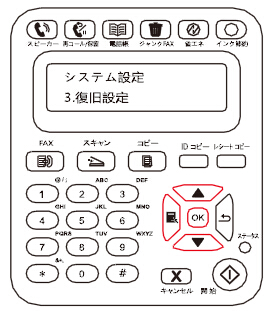 スピーカー 再コール/保留 電話帳 ジャンクFAX 省エネ インク節約
システム設定
3.復旧設定
FAX スキャン コピー IDコピー レシートコピー
@/: ABC DEF
1 2 3
GHI JKL MNO
4 5 6 OK
PQRS TUV WXYZ
7 8 9 ステータス
&+,
* 0 # X
キャンセル 開始